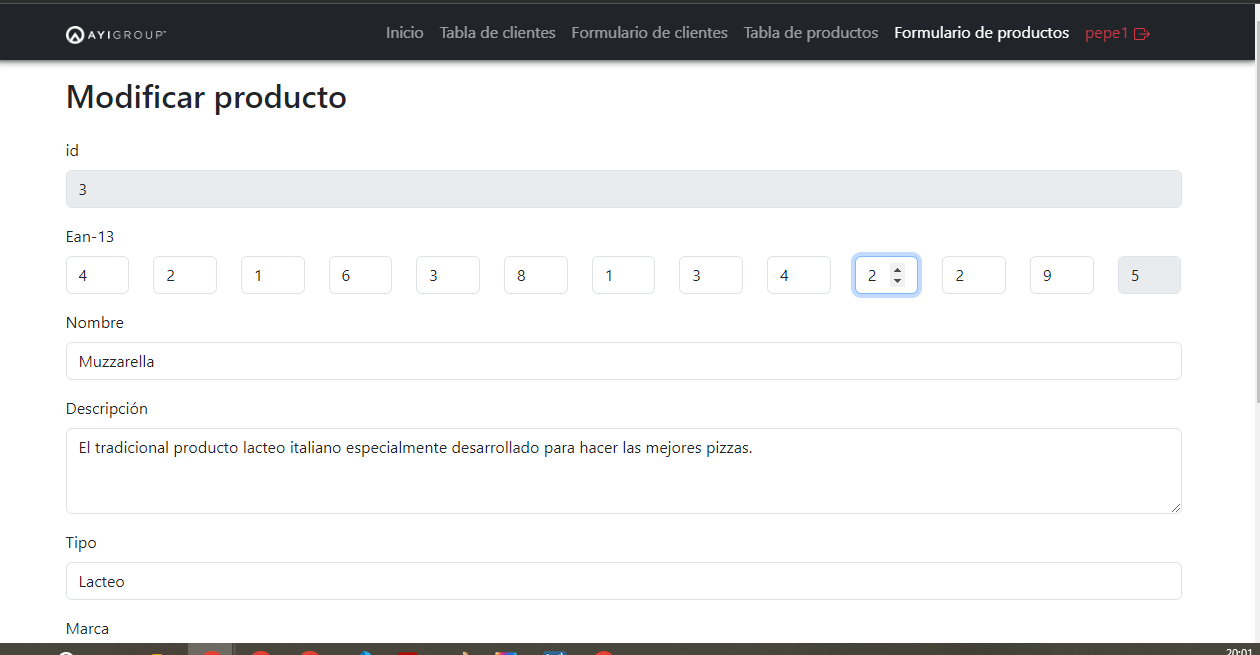 AYIGROUP Inicio Tabla de clientes Formulario de clientes Tabla de productos Formulario de productos pepe1
Modificar producto
id
3
Ean-13
4 2 1 6 3 8 1 3 4 2 2 9 5
Nombre
Muzzarella
Descripción
El tradicional producto lacteo italiano especialmente desarrollado para hacer las mejores pizzas.
Tipo
Lacteo
Marca
20:01